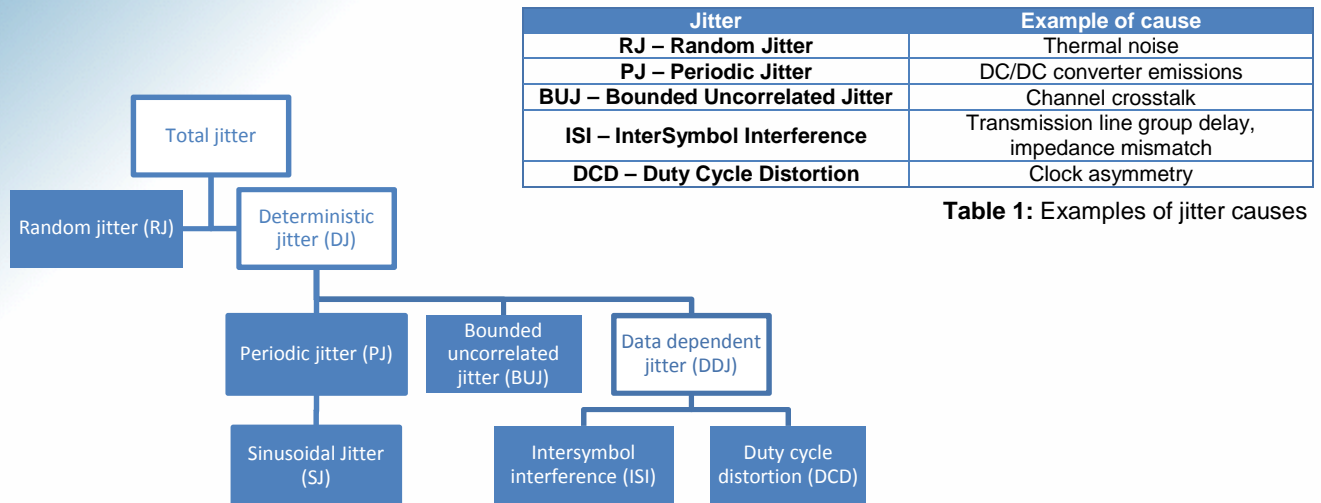 Jitter Example of cause
RJ – Random Jitter Thermal noise
PJ – Periodic Jitter DC/DC converter emissions
BUJ – Bounded Uncorrelated Jitter Channel crosstalk
ISI – InterSymbol Interference Transmission line group delay,
impedance mismatch
DCD – Duty Cycle Distortion Clock asymmetry
Table 1: Examples of jitter causes
Total jitter
Random jitter (RJ)
Deterministic
jitter (DJ)
Periodic jitter (PJ)
Bounded
uncorrelated
jitter (BUJ)
Data dependent
jitter (DDJ)
Sinusoidal Jitter
(SJ)
Intersymbol
interference (ISI)
Duty cycle
distortion (DCD)